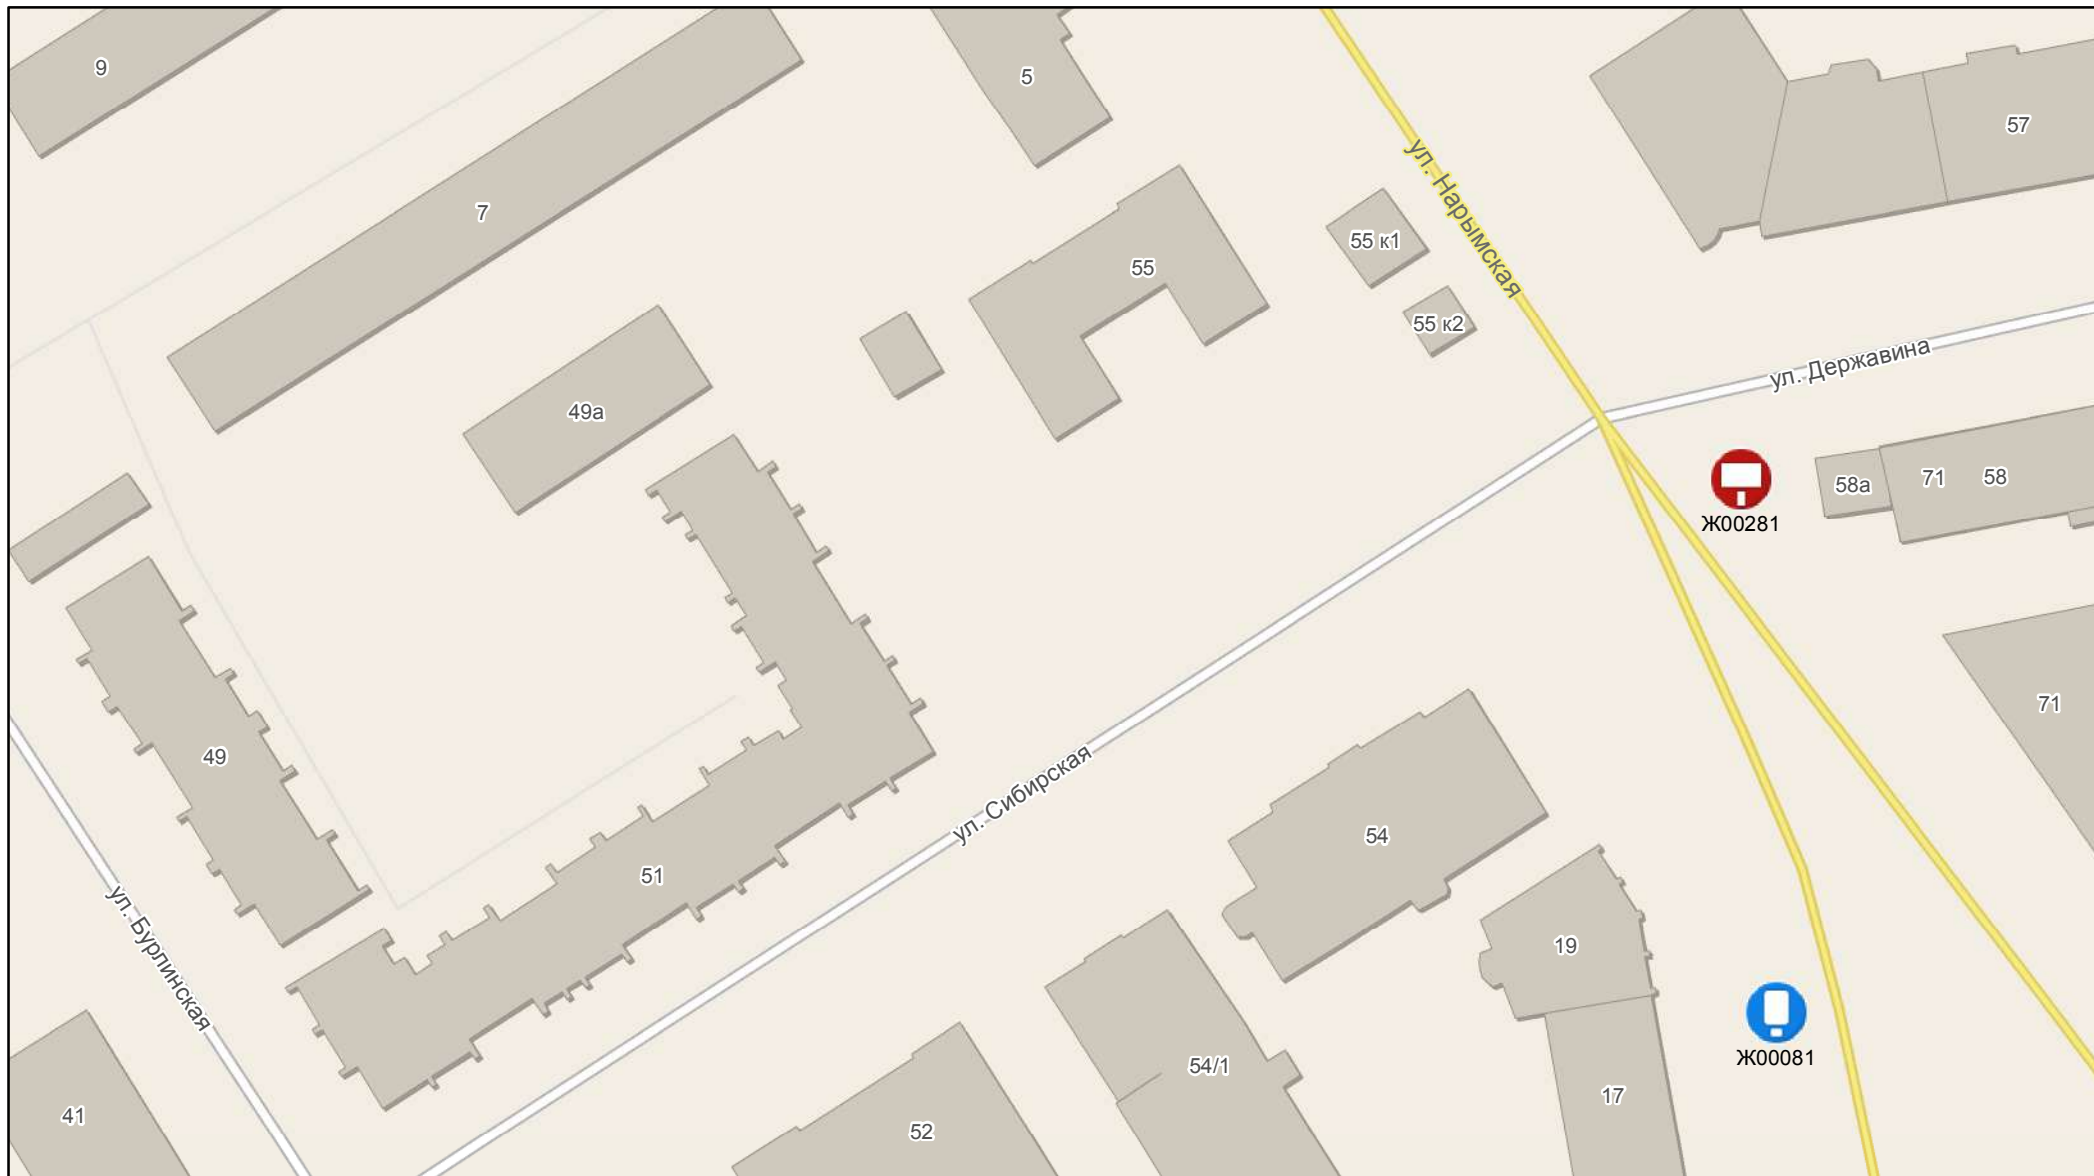 9
5
57
7
55
55 к1
55 к2
ул. Нарымская
ул. Державина
49а
58а
71
58
Ж00281
71
49
ул. Сибирская
54
51
ул. Бурлинская
19
54/1
Ж00081
17
41
52